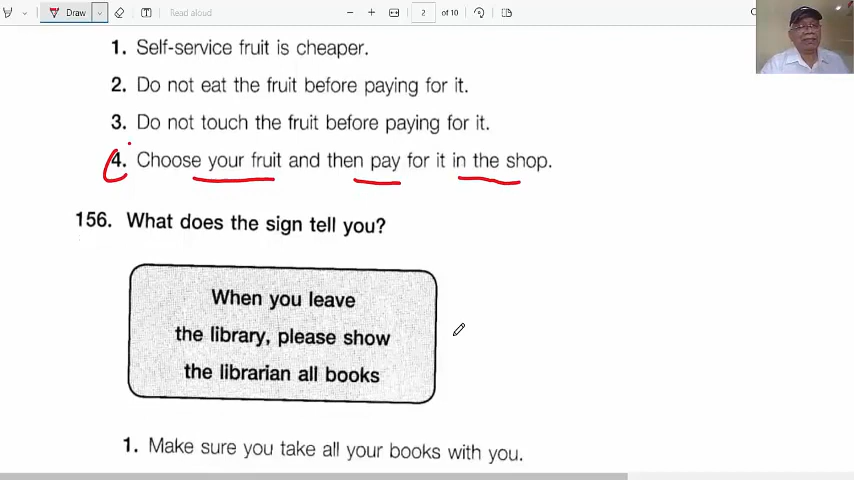 Draw
Read aloud
2 of 10
1. Self-service fruit is cheaper.
2. Do not eat the fruit before paying for it.
3. Do not touch the fruit before paying for it.
4. Choose your fruit and then pay for it in the shop.
156. What does the sign tell you?
When you leave
the library, please show
the librarian all books
1. Make sure you take all your books with you.